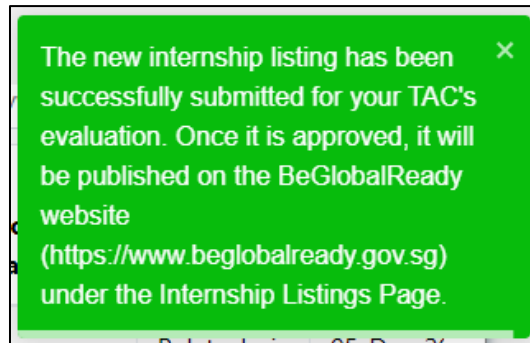 The new internship listing has been ×
successfully submitted for your TAC's
evaluation. Once it is approved, it will
be published on the BeGlobalReady
website
(https://www.beglobalready.gov.sg)
under the Internship Listings Page.